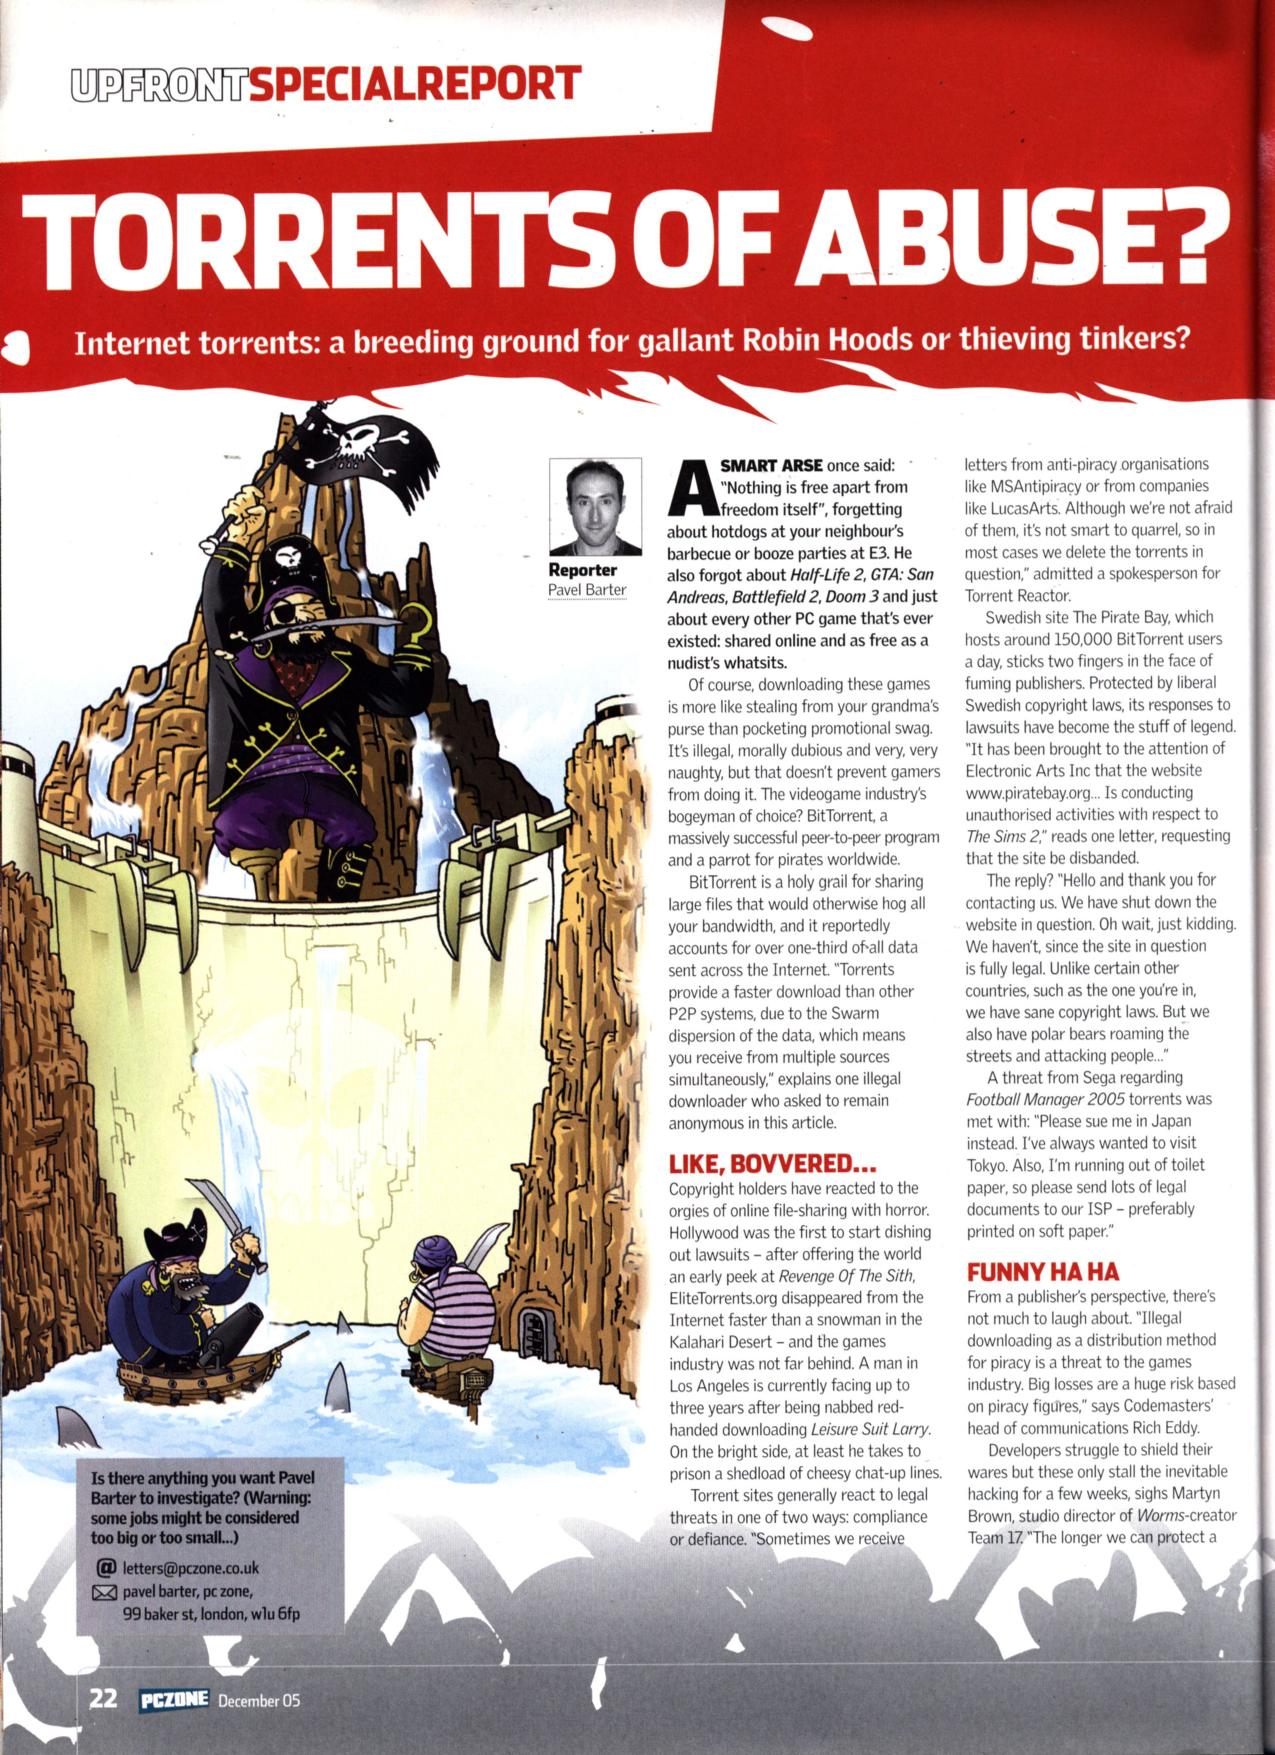 UPFRONTSPECIALREPORT
TORRENTS OF ABUSE?
Internet torrents: a breeding ground for gallant Robin Hoods or thieving tinkers?
Reporter
Pavel Barter
A SMART ARSE once said:
"Nothing is free apart from
freedom itself", forgetting
about hotdogs at your neighbour's
barbecue or booze parties at E3. He
also forgot about Half-Life 2, GTA: San
Andreas, Battlefield 2, Doom 3 and just
about every other PC game that's ever
existed: shared online and as free as a
nudist's whatsits.
Of course, downloading these games
is more like stealing from your grandma's
purse than pocketing promotional swag.
It's illegal, morally dubious and very, very
naughty, but that doesn't prevent gamers
from doing it. The videogame industry's
bogeyman of choice? BitTorrent, a
massively successful peer-to-peer program
and a parrot for pirates worldwide.
BitTorrent is a holy grail for sharing
large files that would otherwise hog all
your bandwidth, and it reportedly
accounts for over one-third of all data
sent across the Internet. "Torrents
provide a faster download than other
P2P systems, due to the Swarm
dispersion of the data, which means
you receive from multiple sources
simultaneously," explains one illegal
downloader who asked to remain
anonymous in this article.
LIKE, BOVVERED...
Copyright holders have reacted to the
orgies of online file-sharing with horror.
Hollywood was the first to start dishing
out lawsuits – after offering the world
an early peek at Revenge Of The Sith,
EliteTorrents.org disappeared from the
Internet faster than a snowman in the
Kalahari Desert – and the games
industry was not far behind. A man in
Los Angeles is currently facing up to
three years after being nabbed red-
handed downloading Leisure Suit Larry.
On the bright side, at least he takes to
prison a shedload of cheesy chat-up lines.
Torrent sites generally react to legal
threats in one of two ways: compliance
or defiance. "Sometimes we receive
letters from anti-piracy organisations
like MSAntipiracy or from companies
like LucasArts. Although we're not afraid
of them, it's not smart to quarrel, so in
most cases we delete the torrents in
question," admitted a spokesperson for
Torrent Reactor.
Swedish site The Pirate Bay, which
hosts around 150,000 BitTorrent users
a day, sticks two fingers in the face of
fuming publishers. Protected by liberal
Swedish copyright laws, its responses to
lawsuits have become the stuff of legend.
"It has been brought to the attention of
Electronic Arts Inc that the website
www.piratebay.org... Is conducting
unauthorised activities with respect to
The Sims 2," reads one letter, requesting
that the site be disbanded.
The reply? "Hello and thank you for
contacting us. We have shut down the
website in question. Oh wait, just kidding.
We haven't, since the site in question
is fully legal. Unlike certain other
countries, such as the one you're in,
we have sane copyright laws. But we
also have polar bears roaming the
streets and attacking people..."
A threat from Sega regarding
Football Manager 2005 torrents was
met with: "Please sue me in Japan
instead. I've always wanted to visit
Tokyo. Also, I'm running out of toilet
paper, so please send lots of legal
documents to our ISP – preferably
printed on soft paper."
FUNNY HA HA
From a publisher's perspective, there's
not much to laugh about. "Illegal
downloading as a distribution method
for piracy is a threat to the games
industry. Big losses are a huge risk based
on piracy figures," says Codemasters'
head of communications Rich Eddy.
Developers struggle to shield their
wares but these only stall the inevitable
hacking for a few weeks, sighs Martyn
Brown, studio director of Worms-creator
Team 17. "The longer we can protect a
Is there anything you want Pavel
Barter to investigate? (Warning:
some jobs might be considered
too big or too small...)
@ letters@pczone.co.uk
pavel barter, pc zone,
99 baker st, london, w1u 6fp
22 PCZONE December 05